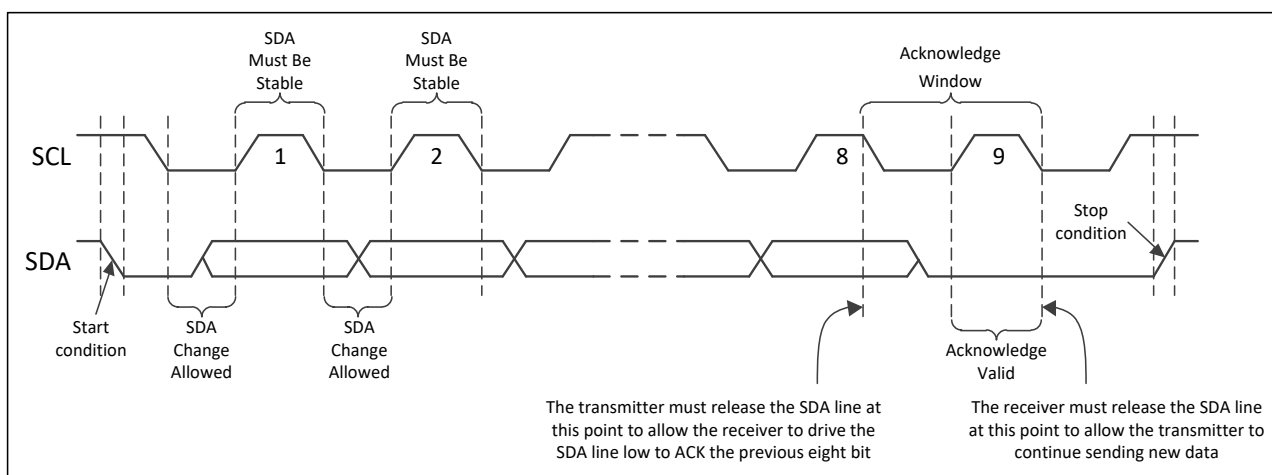 SDA
Must Be
Stable
SDA
Must Be
Stable
Acknowledge
Window
SCL
1
2
8
9
SDA
Stop
condition
Start
condition
SDA
Change
Allowed
SDA
Change
Allowed
Acknowledge
Valid
The transmitter must release the SDA line at
this point to allow the receiver to drive the
SDA line low to ACK the previous eight bit
The receiver must release the SDA line
at this point to allow the transmitter to
continue sending new data